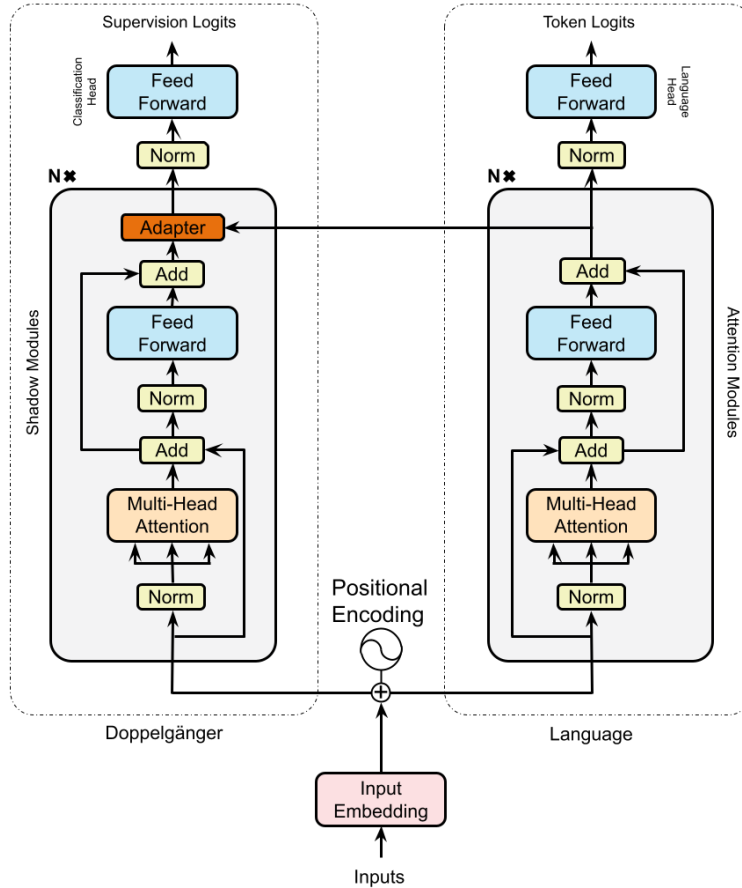 Supervision Logits
Classification
Head
Feed
Forward
Norm
N✖
Adapter
Add
Feed
Forward
Norm
Add
Multi-Head
Attention
Norm
Shadow Modules
Doppelgänger
Token Logits
Feed
Forward
Language
Head
Norm
N✖
Add
Feed
Forward
Norm
Add
Multi-Head
Attention
Norm
Attention Modules
Language
Positional
Encoding
Input
Embedding
Inputs